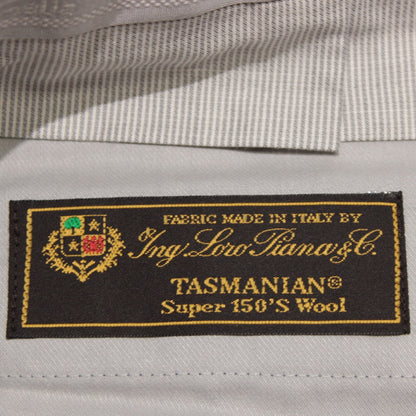 FABRIC MADE IN ITALY BY
Ing. Loro Piana & C.
TASMANIAN®
Super 150'S Wool